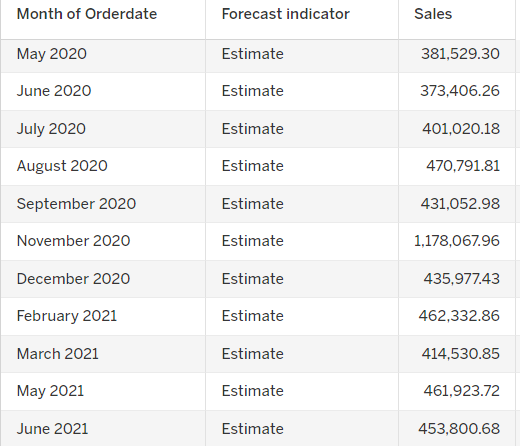 Month of Orderdate Forecast indicator Sales
May 2020 Estimate 381,529.30
June 2020 Estimate 373,406.26
July 2020 Estimate 401,020.18
August 2020 Estimate 470,791.81
September 2020 Estimate 431,052.98
November 2020 Estimate 1,178,067.96
December 2020 Estimate 435,977.43
February 2021 Estimate 462,332.86
March 2021 Estimate 414,530.85
May 2021 Estimate 461,923.72
June 2021 Estimate 453,800.68